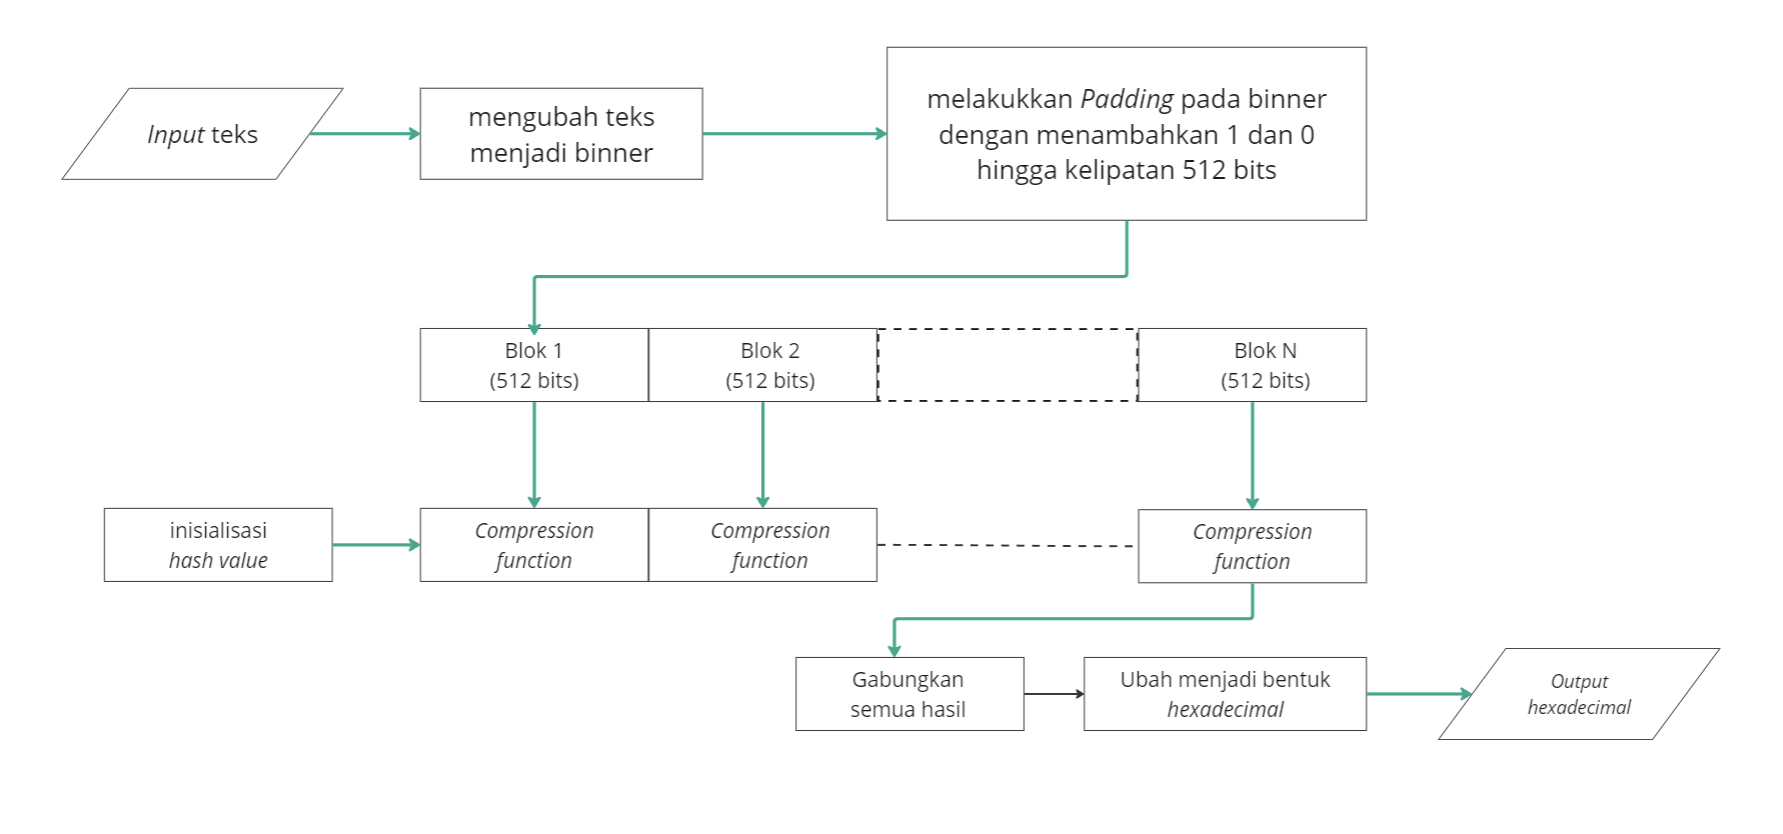 Input teks
mengubah teks
menjadi binner
melakukkan Padding pada binner
dengan menambahkan 1 dan 0
hingga kelipatan 512 bits
Blok 1
(512 bits)
Blok 2
(512 bits)
Blok N
(512 bits)
inisialisasi
hash value
Compression
function
Compression
function
Compression
function
Gabungkan
semua hasil
Ubah menjadi bentuk
hexadecimal
Output
hexadecimal